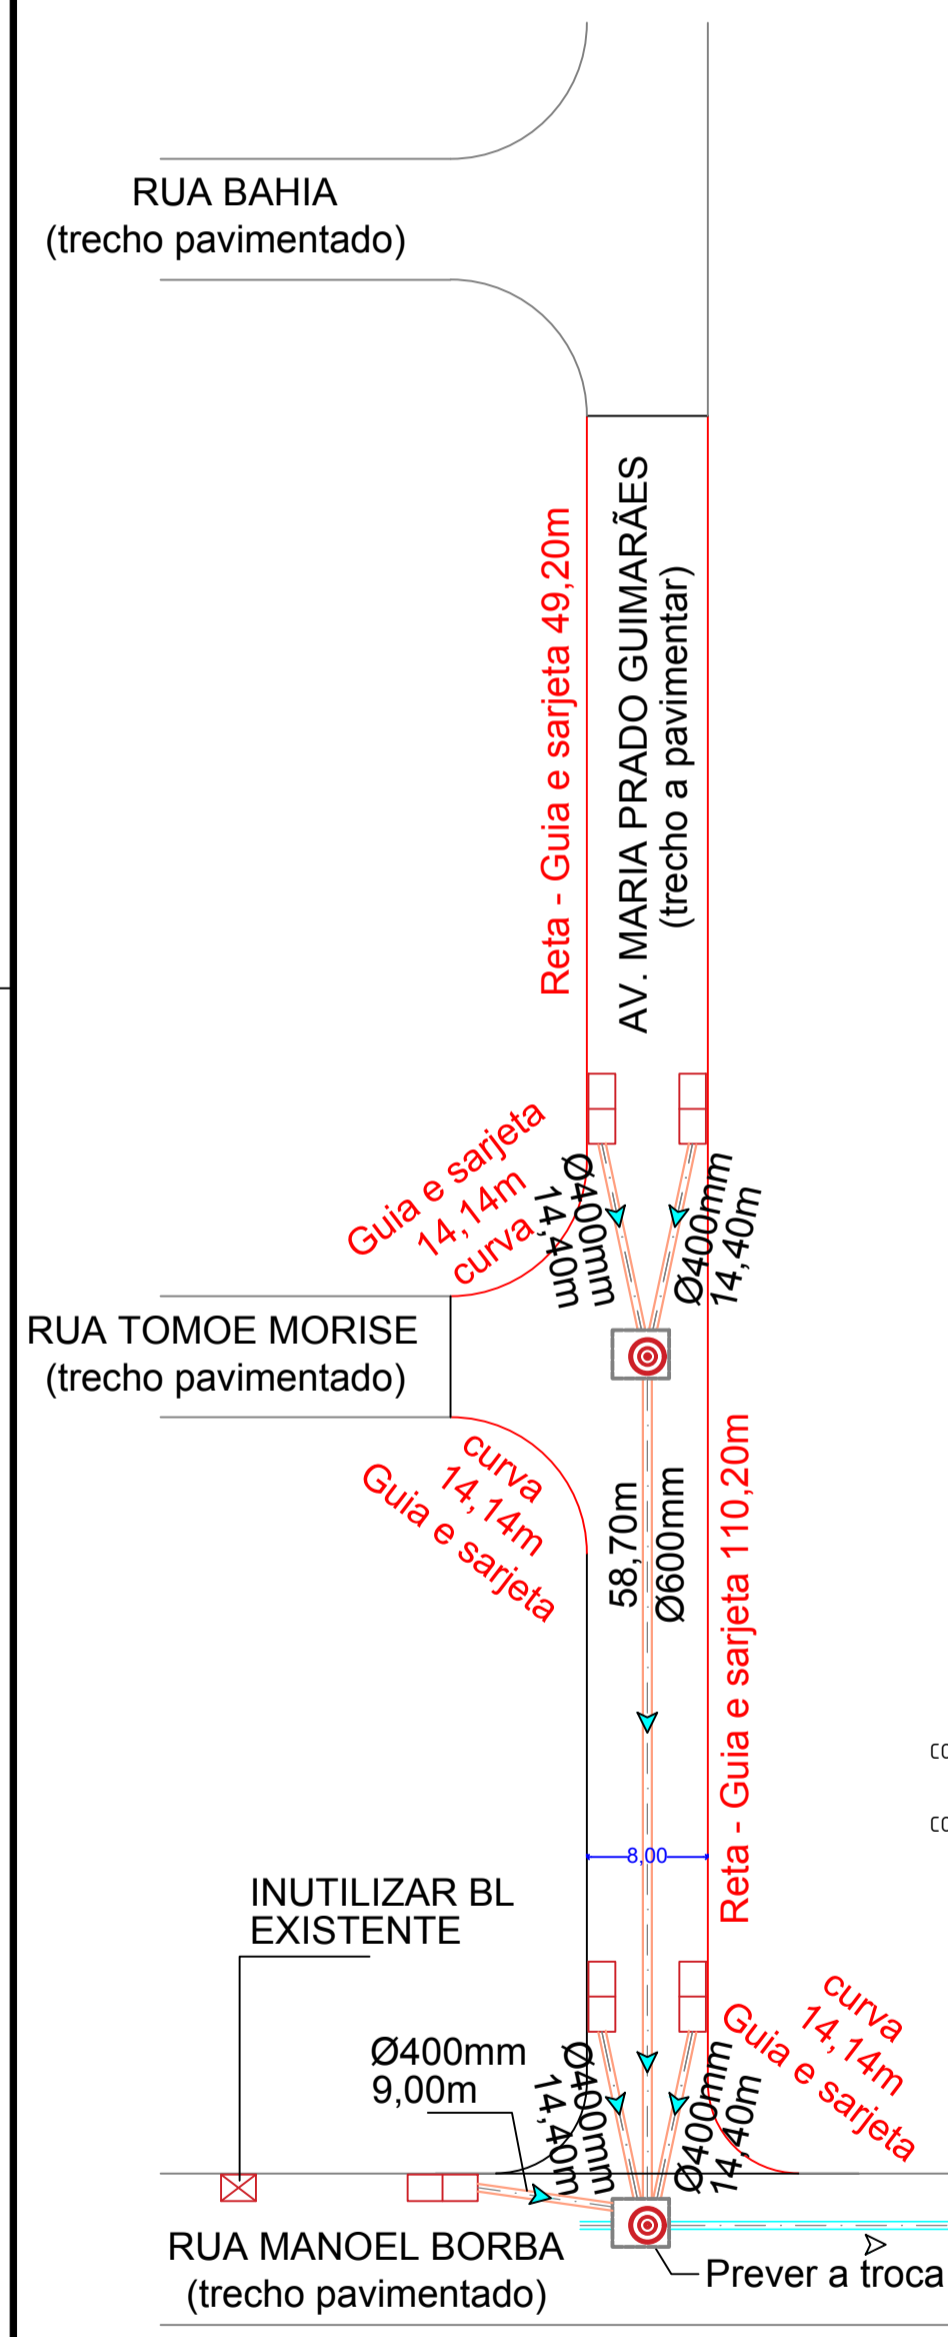 RUA BAHIA
(trecho pavimentado)
Reta - Guia e sarjeta 49,20m
AV. MARIA PRADO GUIMARÃES
(trecho a pavimentar)
Guia e sarjeta
14,14m
curva
Ø400mm
14,40m
Ø400mm
14,40m
RUA TOMOE MORISE
(trecho pavimentado)
curva
14,14m
Guia e sarjeta
58,70m
Ø600mm
Reta - Guia e sarjeta 110,20m
8,00
INUTILIZAR BL
EXISTENTE
curva
14,14m
Guia e sarjeta
Ø400mm
9,00m
Ø400mm
14,40m
Ø400mm
14,40m
RUA MANOEL BORBA
(trecho pavimentado)
Prever a troca